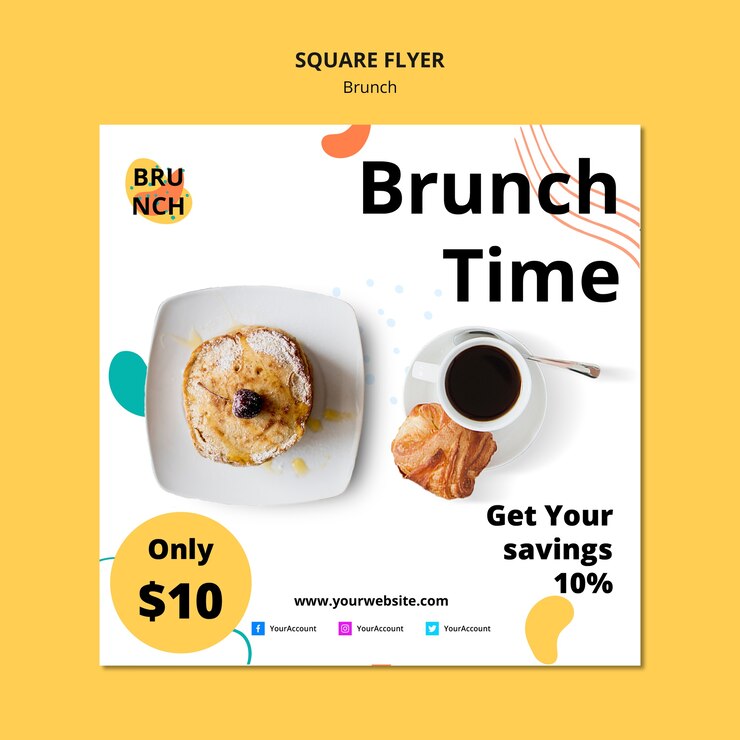 SQUARE FLYER
Brunch
BRU
NCH
Brunch
Time
Get Your
savings
10%
Only
$10
www.yourwebsite.com
YourAccount
YourAccount
YourAccount